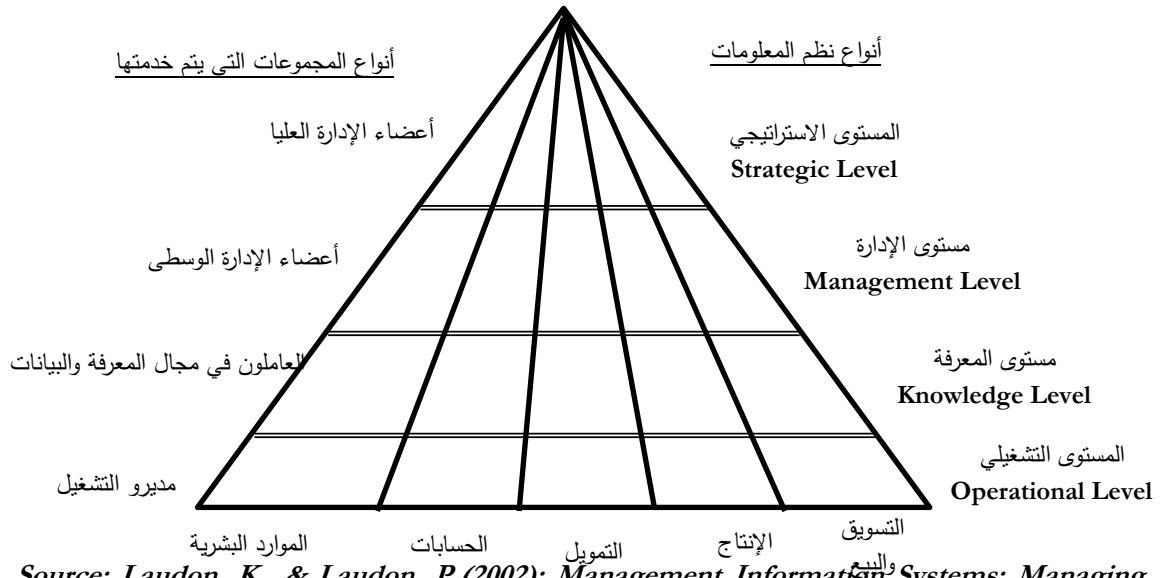 أنواع نظم المعلومات
أنواع المجموعات التي يتم خدمتها
المستوى الاستراتيجي
Strategic Level
أعضاء الإدارة العليا
مستوى الإدارة
Management Level
أعضاء الإدارة الوسطى
مستوى المعرفة
Knowledge Level
العاملون في مجال المعرفة والبيانات
المستوى التشغيلي
Operational Level
مديرو التشغيل
التسويق
والبيع
الإنتاج
التمويل
الحسابات
الموارد البشرية
Source: Laudon, K., & Laudon, P.(2002): Management Information Systems: Managing